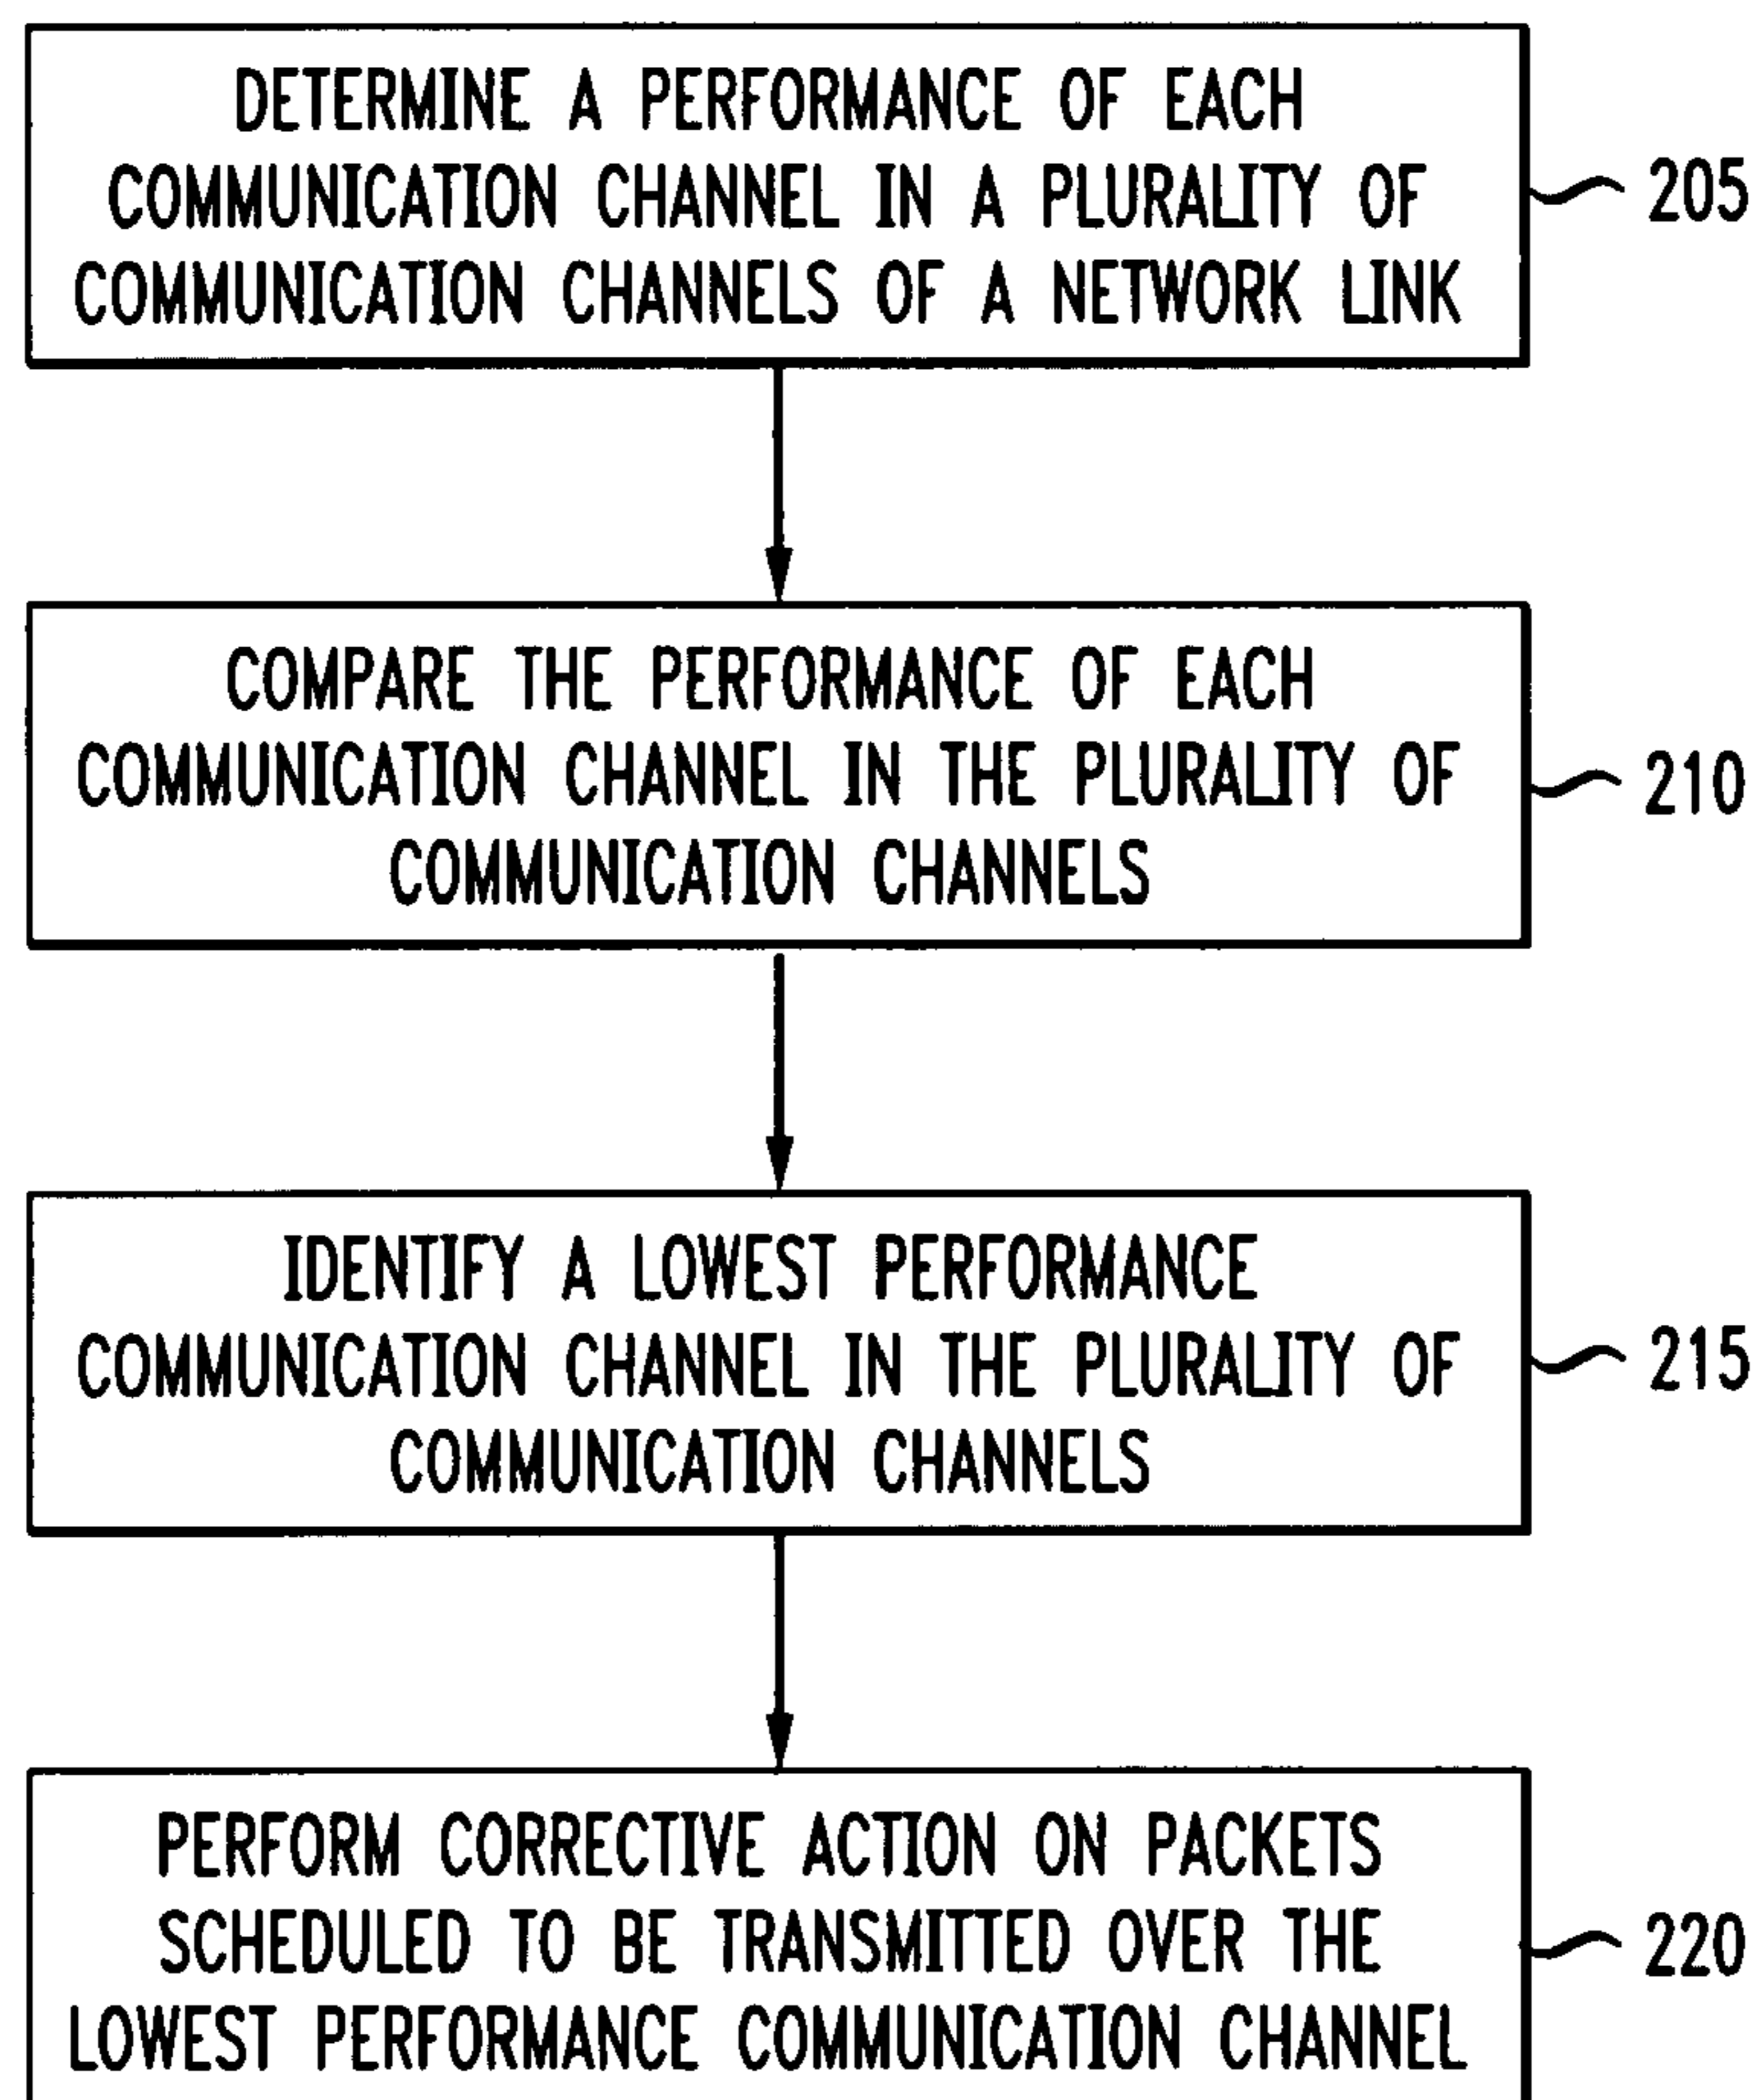 DETERMINE A PERFORMANCE OF EACH
COMMUNICATION CHANNEL IN A PLURALITY OF
COMMUNICATION CHANNELS OF A NETWORK LINK
205
COMPARE THE PERFORMANCE OF EACH
COMMUNICATION CHANNEL IN THE PLURALITY OF
COMMUNICATION CHANNELS
210
IDENTIFY A LOWEST PERFORMANCE
COMMUNICATION CHANNEL IN THE PLURALITY OF
COMMUNICATION CHANNELS
215
PERFORM CORRECTIVE ACTION ON PACKETS
SCHEDULED TO BE TRANSMITTED OVER THE
LOWEST PERFORMANCE COMMUNICATION CHANNEL
220